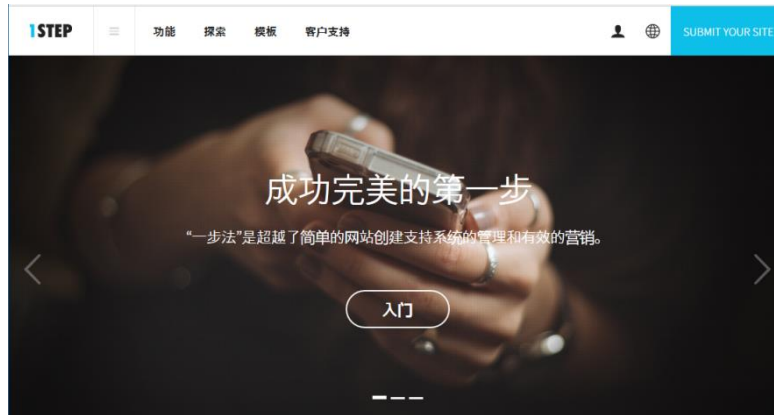 1STEP
功能
探索
模板
客户支持
SUBMIT YOUR SITE
成功完美的第一步
“一步法”是超越了简单的网站创建支持系统的管理和有效的营销。
入门